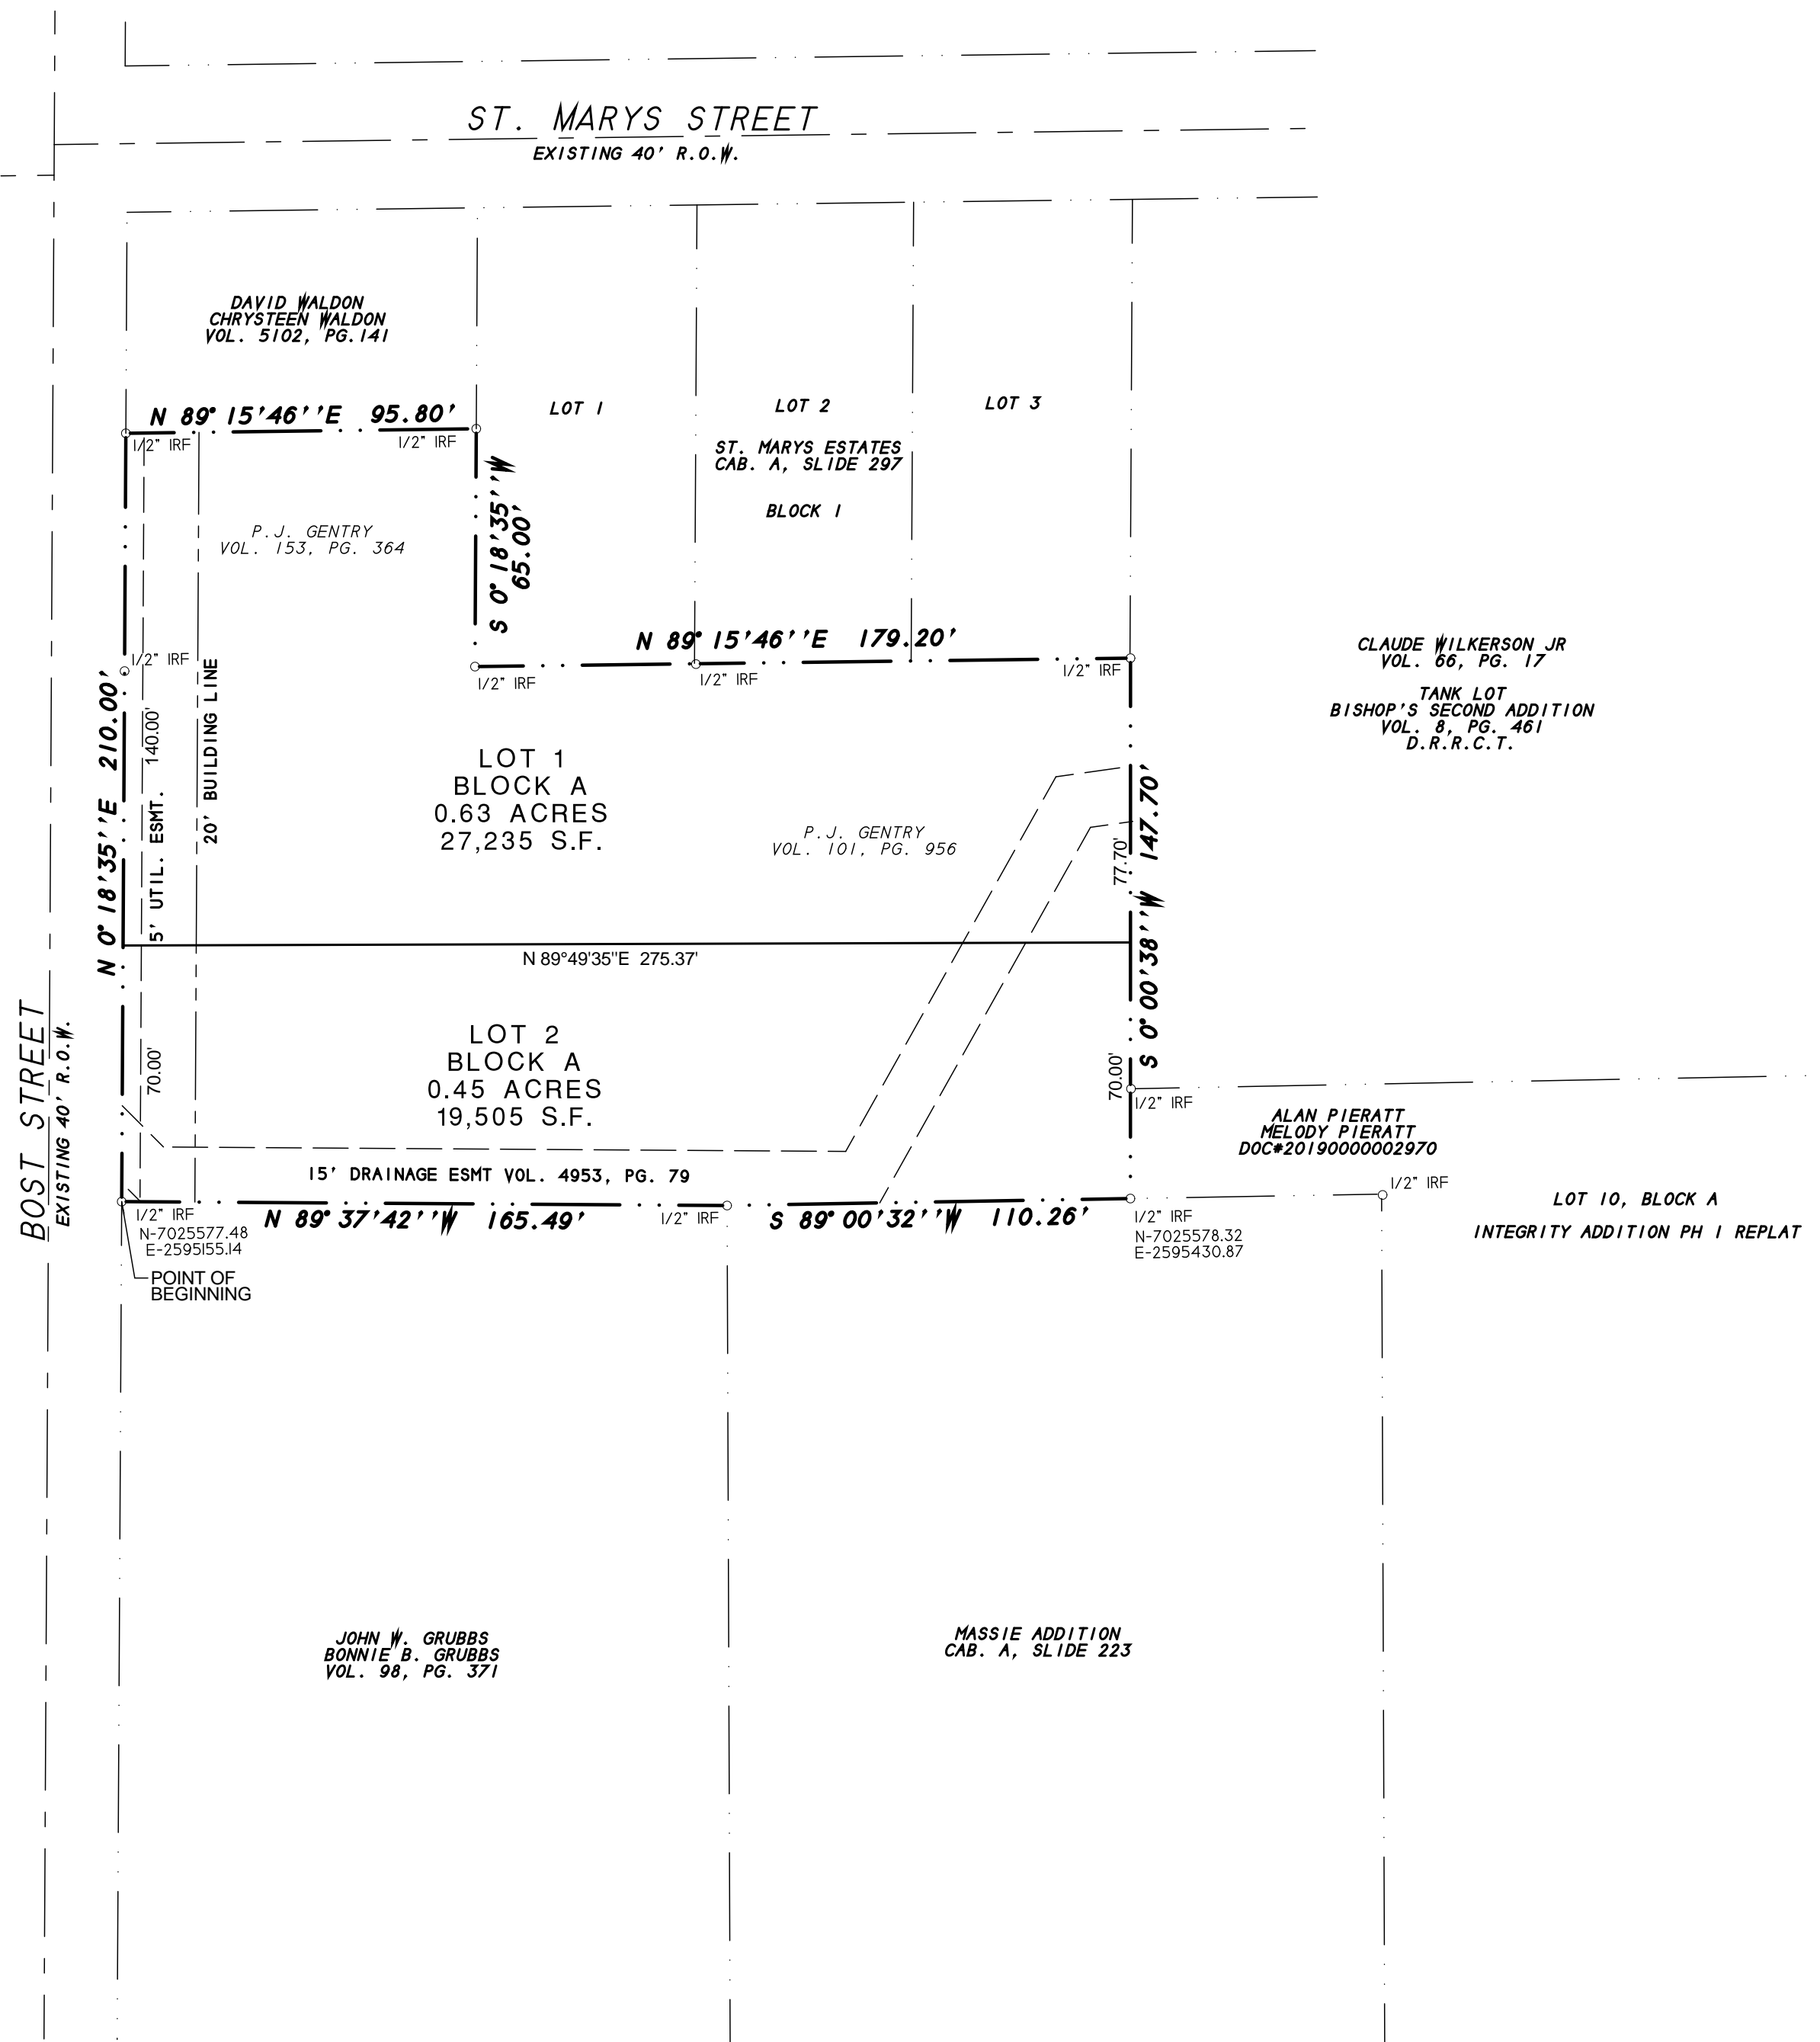 ST. MARYS STREET
EXISTING 40' R.O.W.
DAVID WALDON
CHRYSTEEN WALDON
VOL. 5102, PG.141
N 89° 15'46''E 95.80'
1/2" IRF
1/2" IRF
LOT 1
LOT 2
LOT 3
ST. MARYS ESTATES
CAB. A, SLIDE 297
BLOCK 1
S 0° 18'35''W
65.00'
P.J. GENTRY
VOL. 153, PG. 364
N 89° 15'46''E 179.20'
1/2" IRF
1/2" IRF
1/2" IRF
1/2" IRF
CLAUDE WILKERSON JR
VOL. 66, PG. 17
TANK LOT
BISHOP'S SECOND ADDITION
VOL. 8, PG. 461
D.R.R.C.T.
N 0° 18'35''E 210.00'
5' UTIL. ESMT.
140.00'
20' BUILDING LINE
LOT 1
BLOCK A
0.63 ACRES
27,235 S.F.
P.J. GENTRY
VOL. 101, PG. 956
77.70'
S 0° 00'38''W 147.70'
N 89°49'35"E 275.37'
BOST STREET
EXISTING 40' R.O.W.
70.00'
LOT 2
BLOCK A
0.45 ACRES
19,505 S.F.
70.00'
1/2" IRF
ALAN PIERATT
MELODY PIERATT
DOC#20190000002970
15' DRAINAGE ESMT VOL. 4953, PG. 79
1/2" IRF
N 89° 37'42''W 165.49'
1/2" IRF
S 89° 00'32''W 110.26'
1/2" IRF
1/2" IRF
N-7025577.48
E-2595155.14
N-7025578.32
E-2595430.87
LOT 10, BLOCK A
INTEGRITY ADDITION PH 1 REPLAT
POINT OF
BEGINNING
JOHN W. GRUBBS
BONNIE B. GRUBBS
VOL. 98, PG. 371
MASSIE ADDITION
CAB. A, SLIDE 223